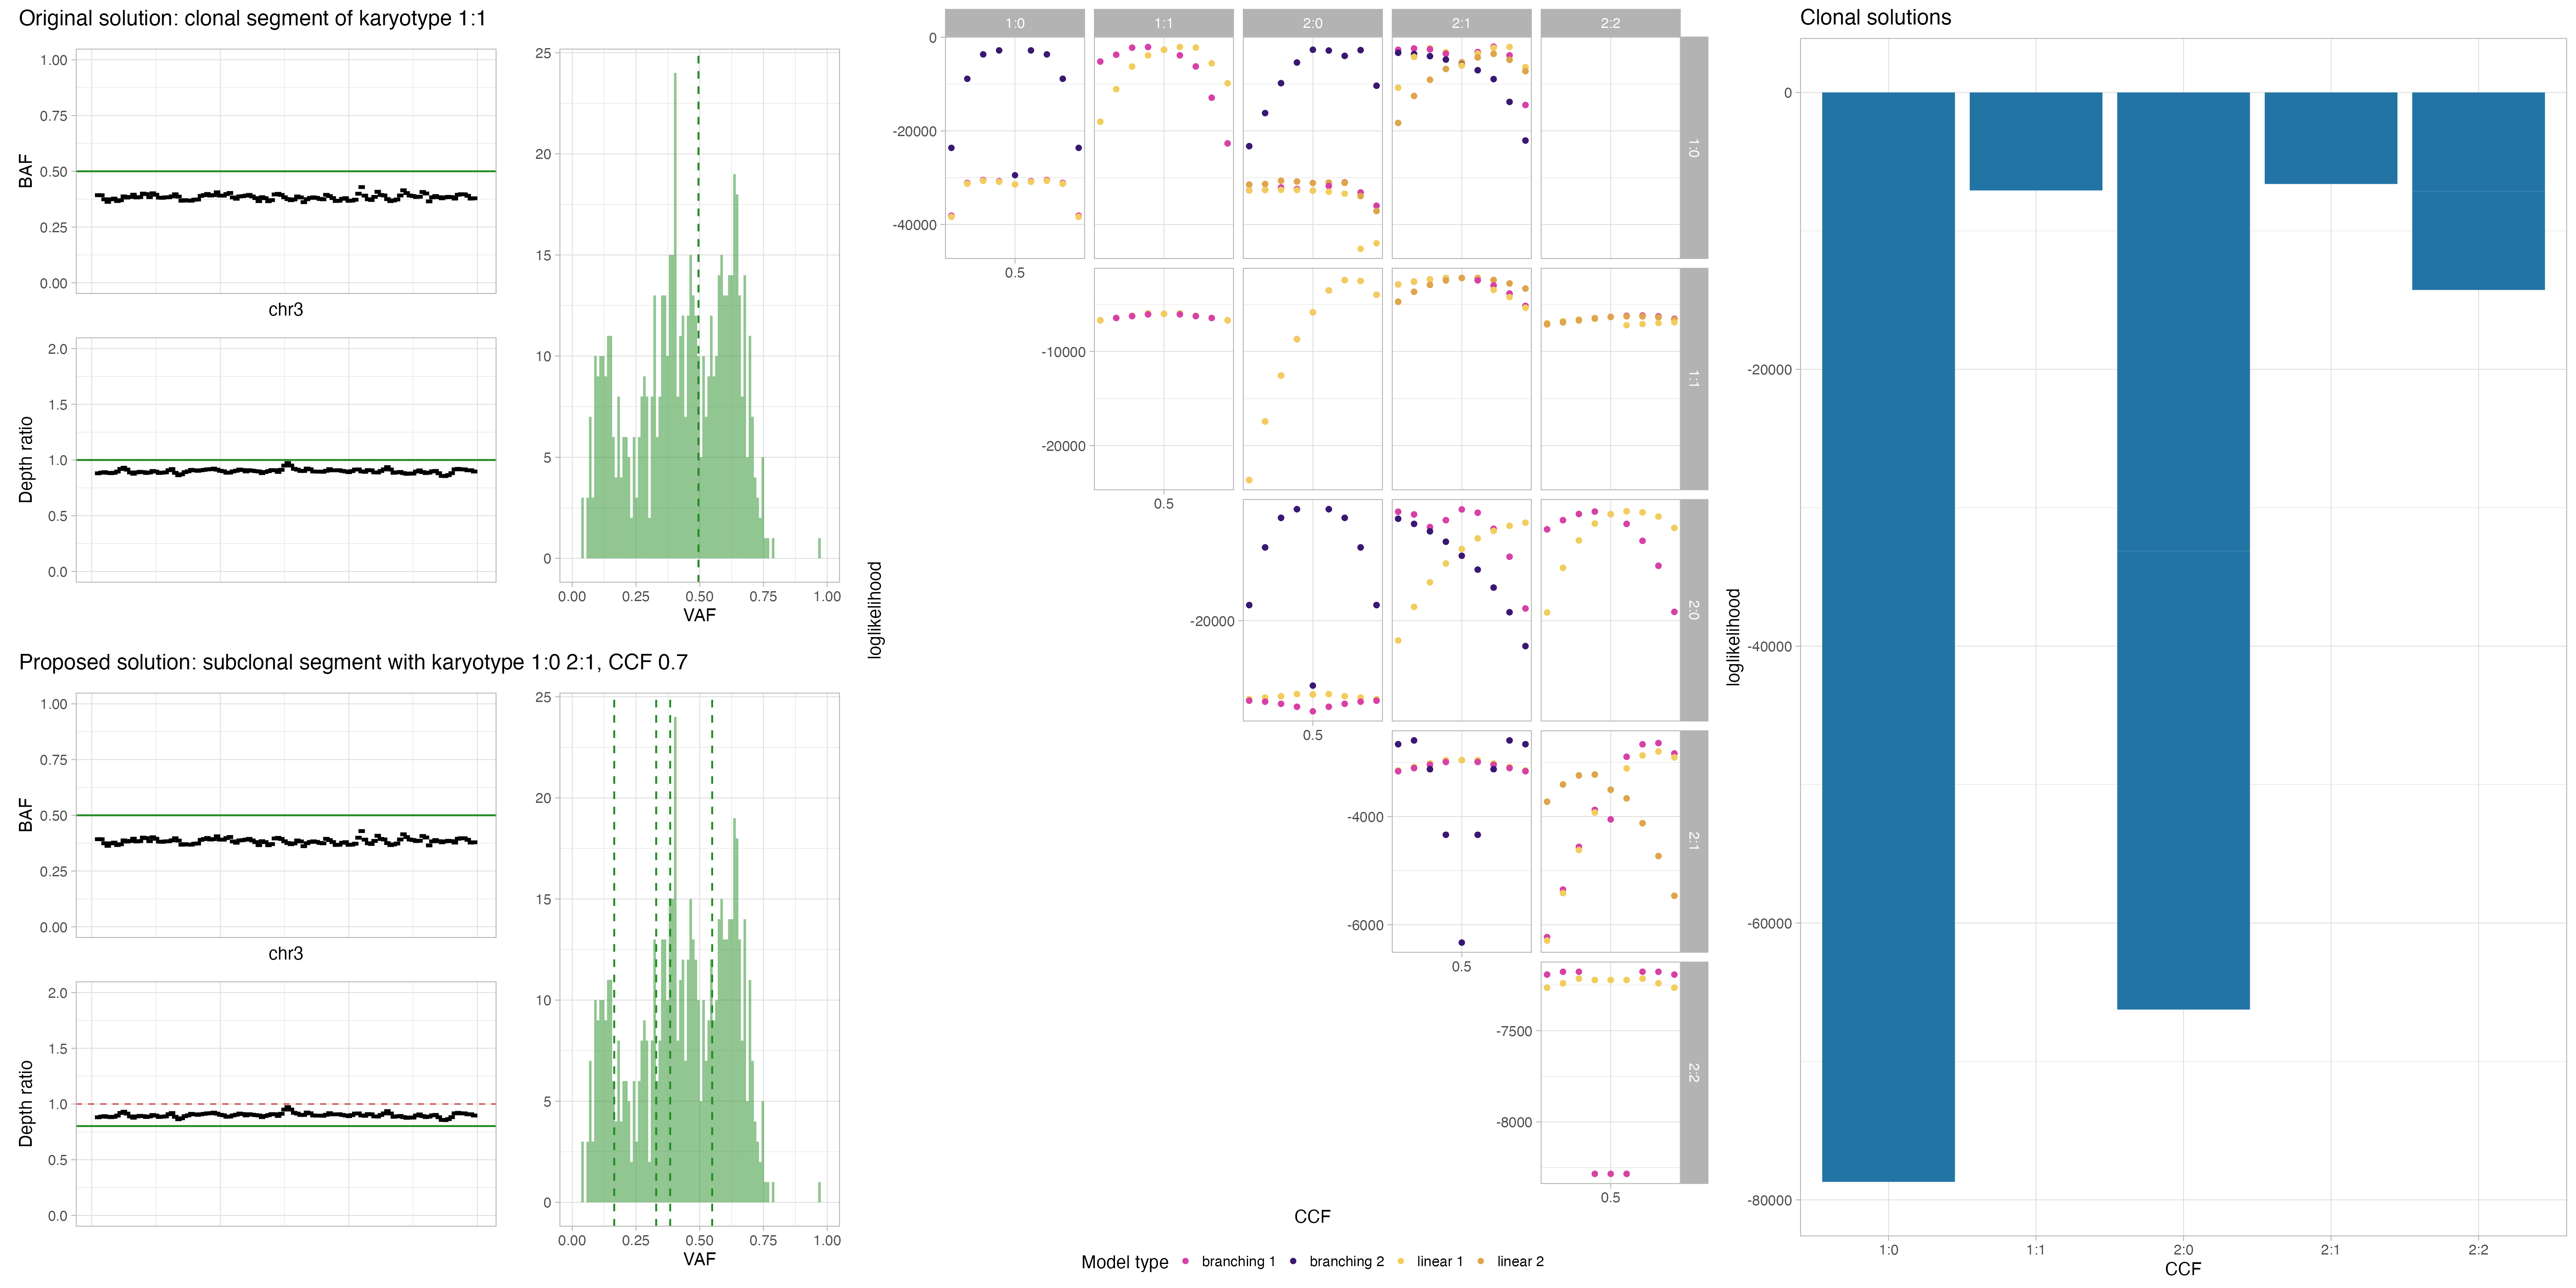 Original solution: clonal segment of karyotype 1:1
1.00
0.75
0.50
0.25
0.00
BAF
chr3
2.0
1.5
1.0
0.5
0.0
Depth ratio
25
20
15
10
5
0
0.00 0.25 0.50 0.75 1.00
VAF
Proposed solution: subclonal segment with karyotype 1:0 2:1, CCF 0.7
1.00
0.75
0.50
0.25
0.00
BAF
chr3
2.0
1.5
1.0
0.5
0.0
Depth ratio
25
20
15
10
5
0
0.00 0.25 0.50 0.75 1.00
VAF
loglikelihood
1:0 1:1 2:0 2:1 2:2
0
-20000
-40000
1:0
0.5
-10000
-20000
1:1
0.5
-20000
2:0
0.5
-4000
-6000
2:1
0.5
-7500
-8000
2:2
0.5
CCF
Model type branching 1 branching 2 linear 1 linear 2
Clonal solutions
0
-20000
-40000
-60000
-80000
loglikelihood
1:0 1:1 2:0 2:1 2:2
CCF